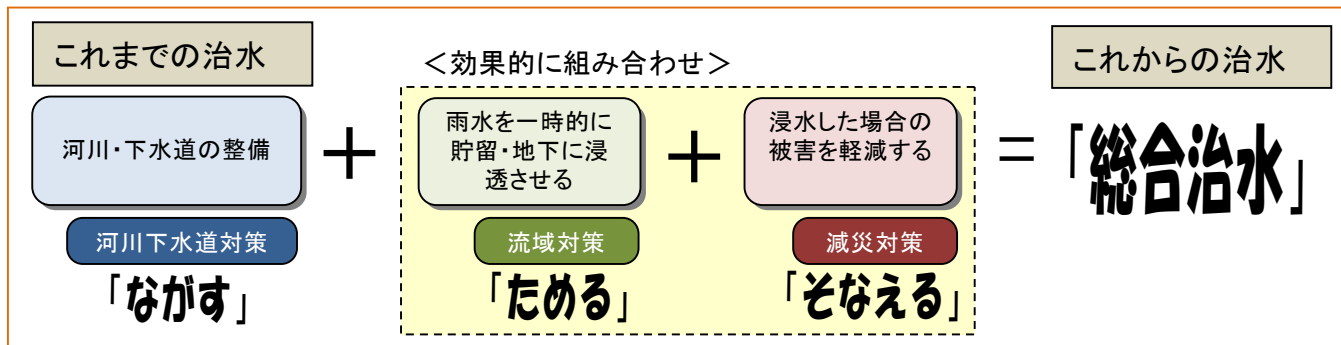 これまでの治水
＜効果的に組み合わせ＞
これからの治水
河川・下水道の整備
＋
雨水を一時的に
貯留・地下に浸
透させる
＋
浸水した場合の
被害を軽減する
＝
「総合治水」
河川下水道対策
流域対策
減災対策
「ながす」
「ためる」
「そなえる」